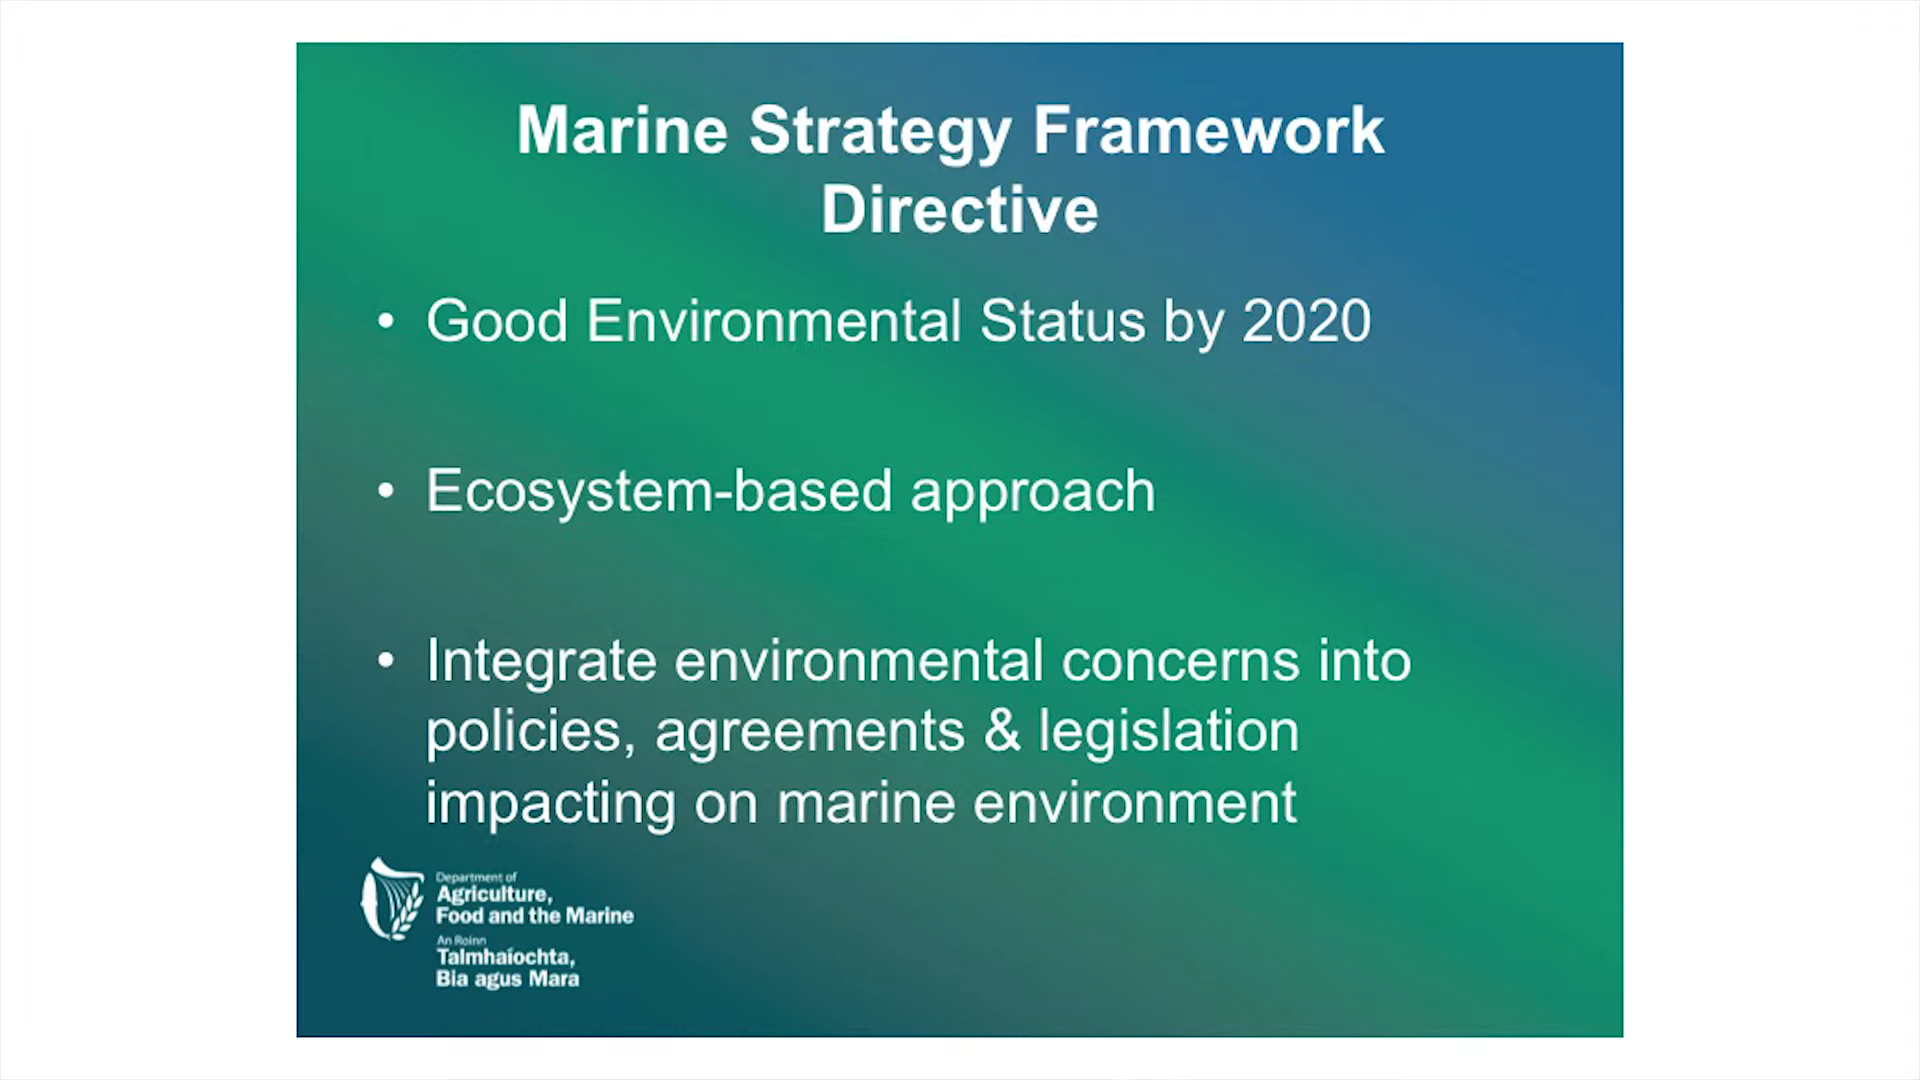 Marine Strategy Framework
Directive
• Good Environmental Status by 2020
• Ecosystem-based approach
• Integrate environmental concerns into
policies, agreements & legislation
impacting on marine environment
Department of
Agriculture,
Food and the Marine
An Roinn
Talmhaíochta,
Bia agus Mara